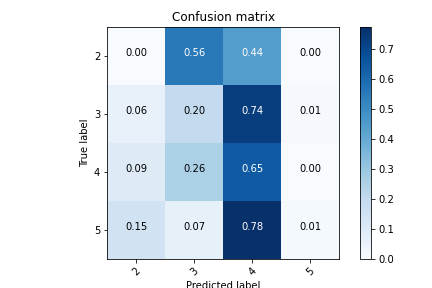 Confusion matrix
2 0.00 0.56 0.44 0.00
3 0.06 0.20 0.74 0.01
4 0.09 0.26 0.65 0.00
5 0.15 0.07 0.78 0.01
2 3 4 5
True label
Predicted label
0.7
0.6
0.5
0.4
0.3
0.2
0.1
0.0